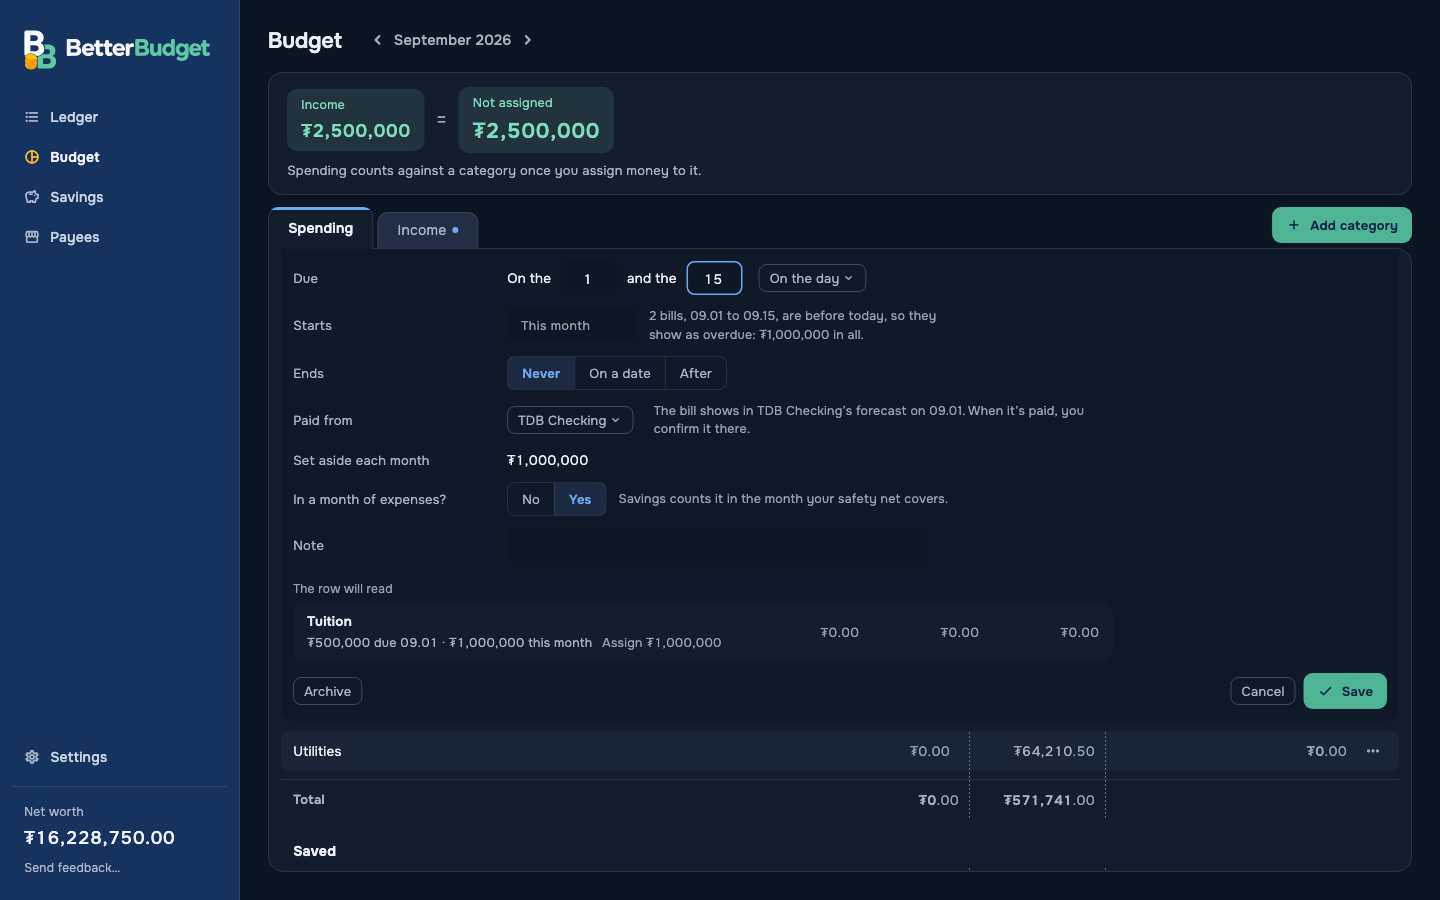 BetterBudget
Ledger
Budget
Savings
Payees
Settings
Net worth
₮16,228,750.00
Send feedback...
Budget
September 2026
Income
₮2,500,000
=
Not assigned
₮2,500,000
Spending counts against a category once you assign money to it.
Spending
Income
+ Add category
Due
On the 1 and the 15
On the day
Starts
This month
2 bills, 09.01 to 09.15, are before today, so they
show as overdue: ₮1,000,000 in all.
Ends
Never
On a date
After
Paid from
TDB Checking
The bill shows in TDB Checking’s forecast on 09.01. When it’s paid, you
confirm it there.
Set aside each month
₮1,000,000
In a month of expenses?
No
Yes
Savings counts it in the month your safety net covers.
Note
The row will read
Tuition
₮500,000 due 09.01 · ₮1,000,000 this month Assign ₮1,000,000
₮0.00 ₮0.00 ₮0.00
Archive
Cancel
Save
Utilities ₮0.00 ₮64,210.50 ₮0.00
Total ₮0.00 ₮571,741.00
Saved